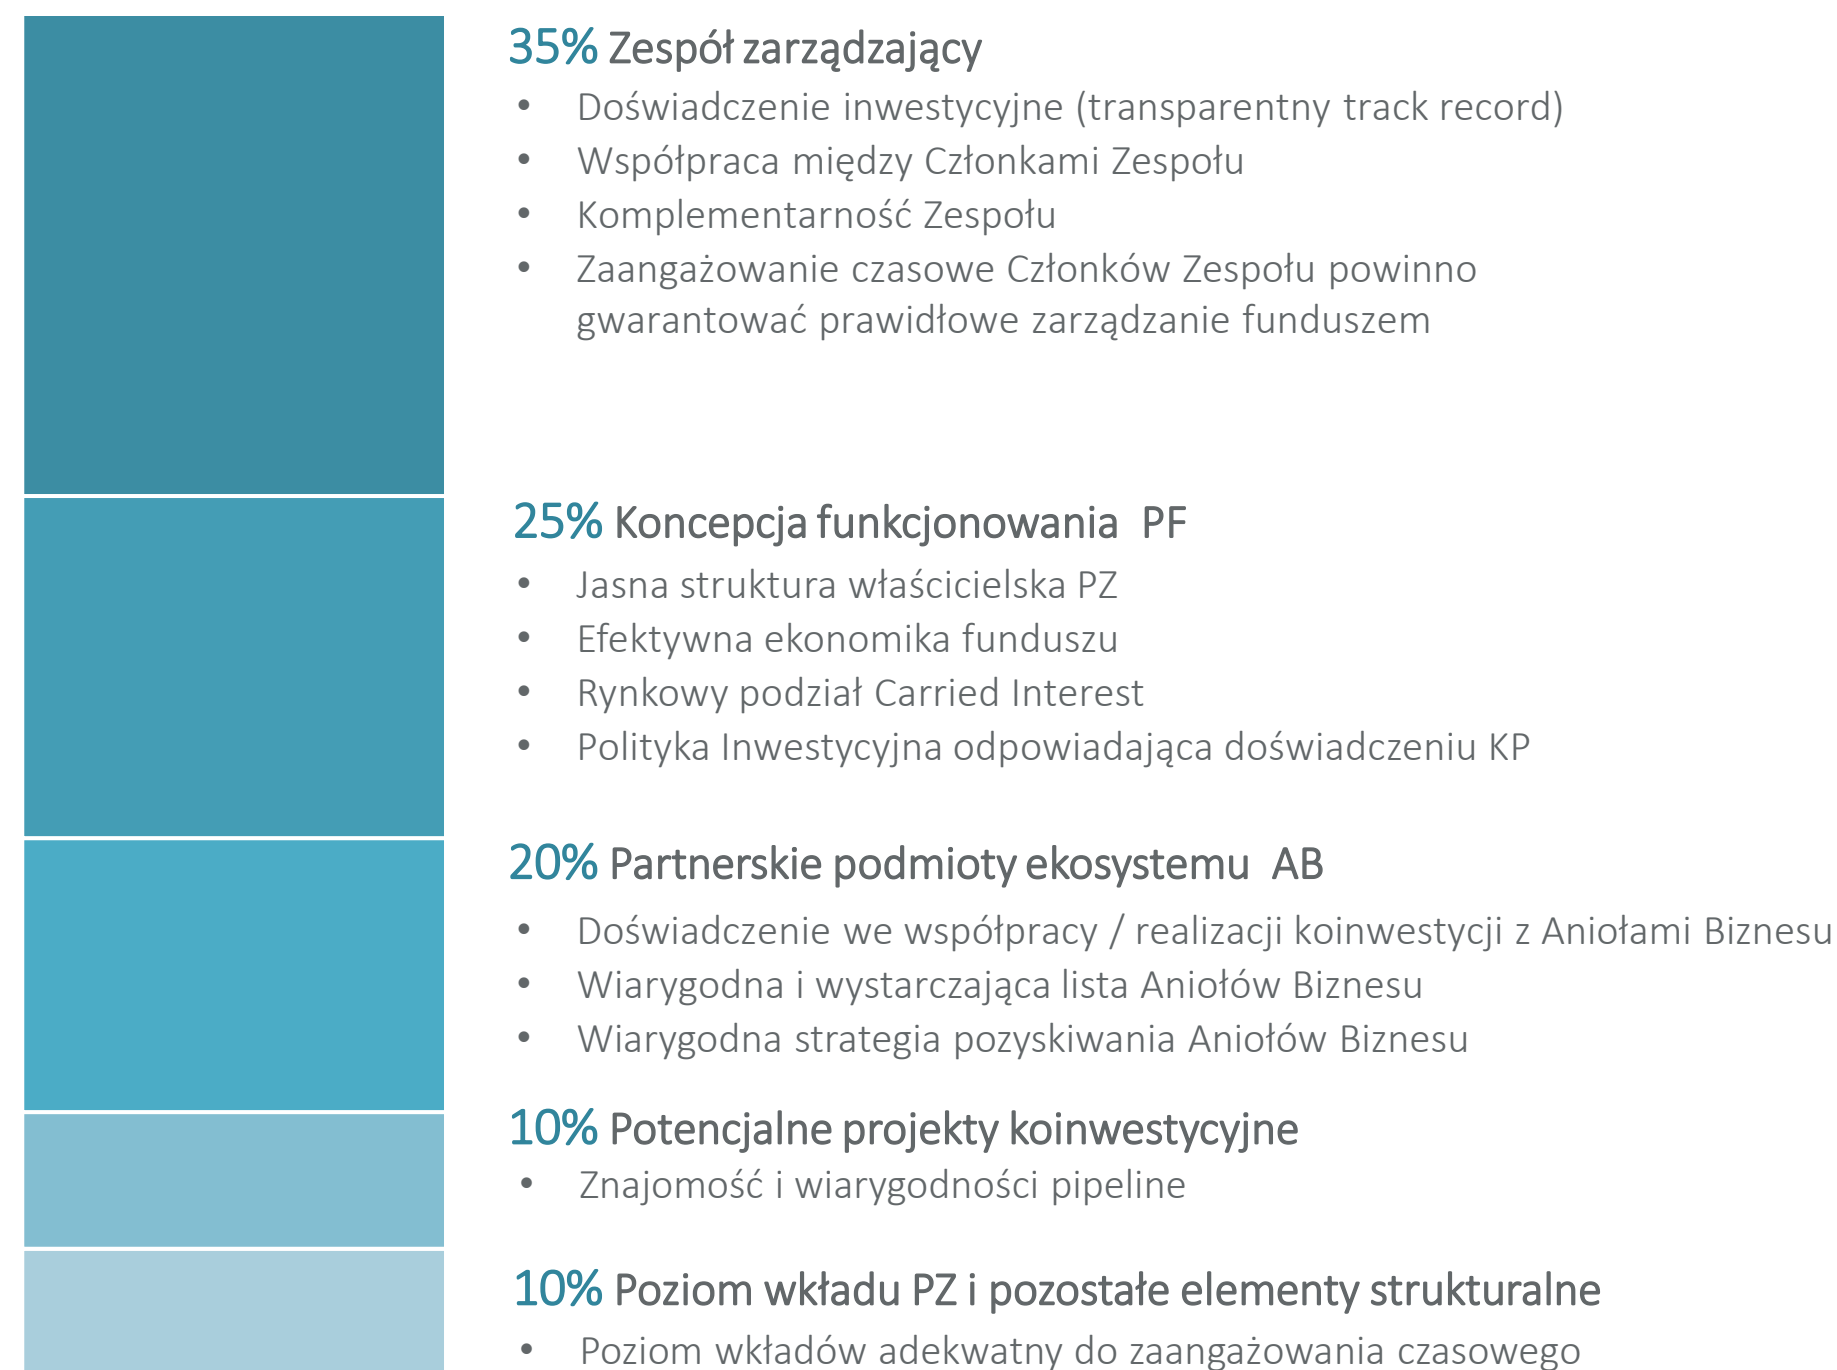 35% Zespół zarządzający
• Doświadczenie inwestycyjne (transparentny track record)
• Współpraca między Członkami Zespołu
• Komplementarność Zespołu
• Zaangażowanie czasowe Członków Zespołu powinno
gwarantować prawidłowe zarządzanie funduszem
25% Koncepcja funkcjonowania PF
• Jasna struktura właścicielska PZ
• Efektywna ekonomika funduszu
• Rynkowy podział Carried Interest
• Polityka Inwestycyjna odpowiadająca doświadczeniu KP
20% Partnerskie podmioty ekosystemu AB
• Doświadczenie we współpracy / realizacji koinwestycji z Aniołami Biznesu
• Wiarygodna i wystarczająca lista Aniołów Biznesu
• Wiarygodna strategia pozyskiwania Aniołów Biznesu
10% Potencjalne projekty koinwestycyjne
• Znajomość i wiarygodności pipeline
10% Poziom wkładu PZ i pozostałe elementy strukturalne
• Poziom wkładów adekwatny do zaangażowania czasowego